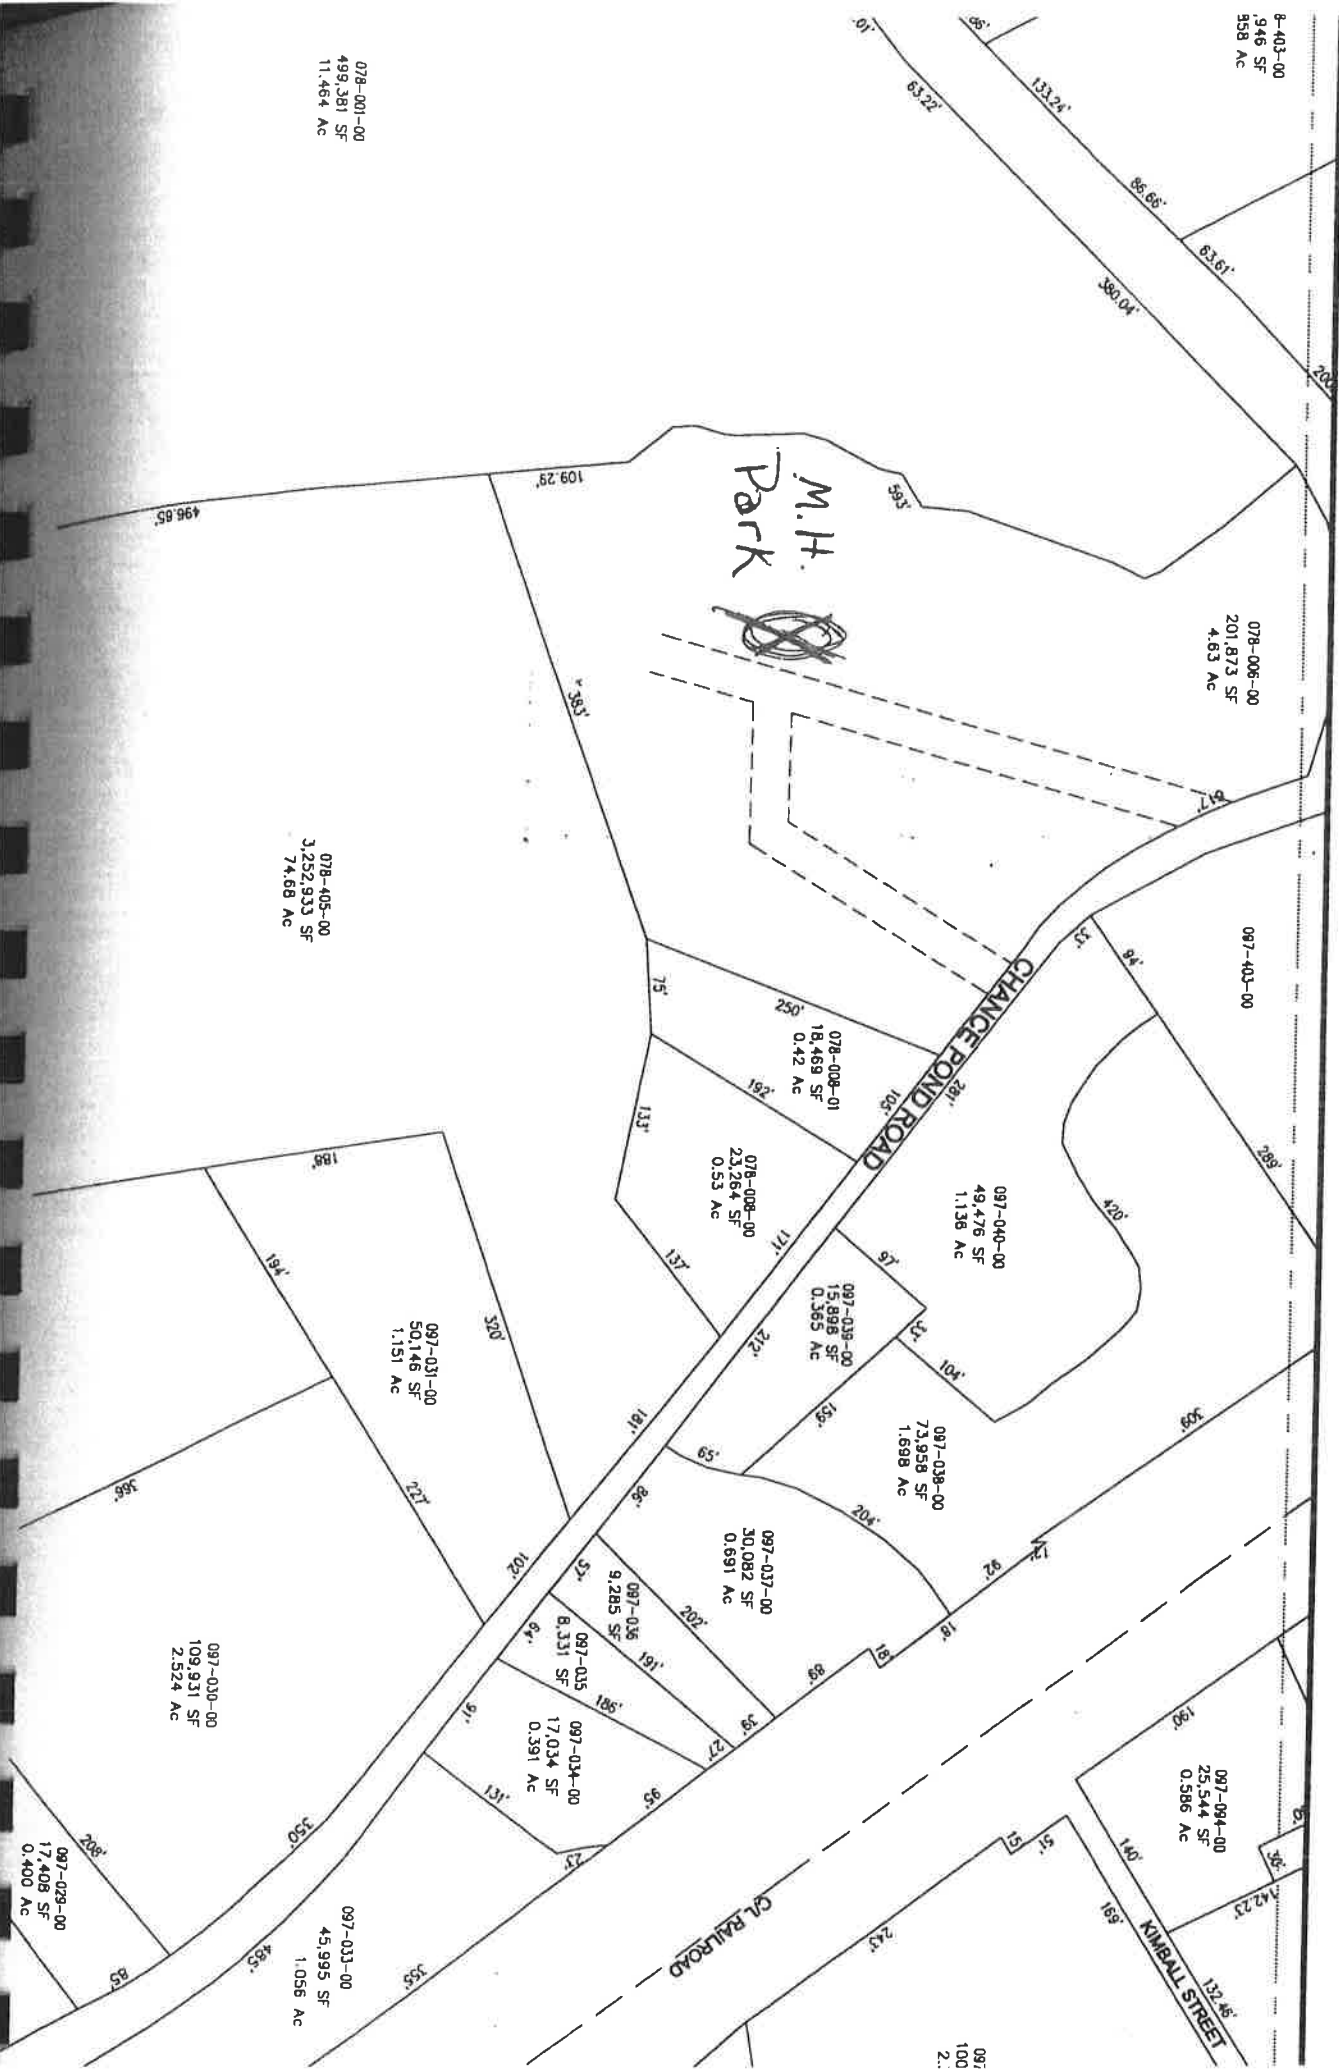 8-403-00
,946 SF
958 Ac
133.24'
86.66'
63.61'
200
86'
.01'
63.22'
380.04'
078-001-00
499,381 SF
11.464 Ac
078-006-00
201,873 SF
4.63 Ac
593'
M.H.
Park
109.29'
496.65'
383'
617'
078-405-00
3,252,933 SF
74.68 Ac
097-403-00
33'
94'
289'
CHANCE POND ROAD
281'
105'
250'
75'
078-008-01
18,469 SF
0.42 Ac
192'
133'
078-008-00
23,264 SF
0.53 Ac
171'
137'
097-040-00
49,476 SF
1.136 Ac
420'
97'
33'
104'
097-039-00
15,898 SF
0.365 Ac
212'
159'
65'
097-038-00
73,958 SF
1.698 Ac
309'
92'
204'
18'
18'
89'
097-037-00
30,082 SF
0.691 Ac
86'
202'
39'
097-036
9,285 SF
57'
191'
27'
097-035
8,331 SF
64'
186'
097-034-00
17,034 SF
0.391 Ac
91'
131'
23'
95'
188'
320'
194'
097-031-00
50,146 SF
1.151 Ac
181'
102'
227'
366'
097-030-00
109,931 SF
2.524 Ac
350'
208'
097-029-00
17,408 SF
0.400 Ac
85'
485'
097-033-00
45,995 SF
1.056 Ac
355'
C/L RAILROAD
243'
15'
51'
169'
140'
190'
097-094-00
25,544 SF
0.586 Ac
30'
142.23'
KIMBALL STREET
132.46'
097
100
2.